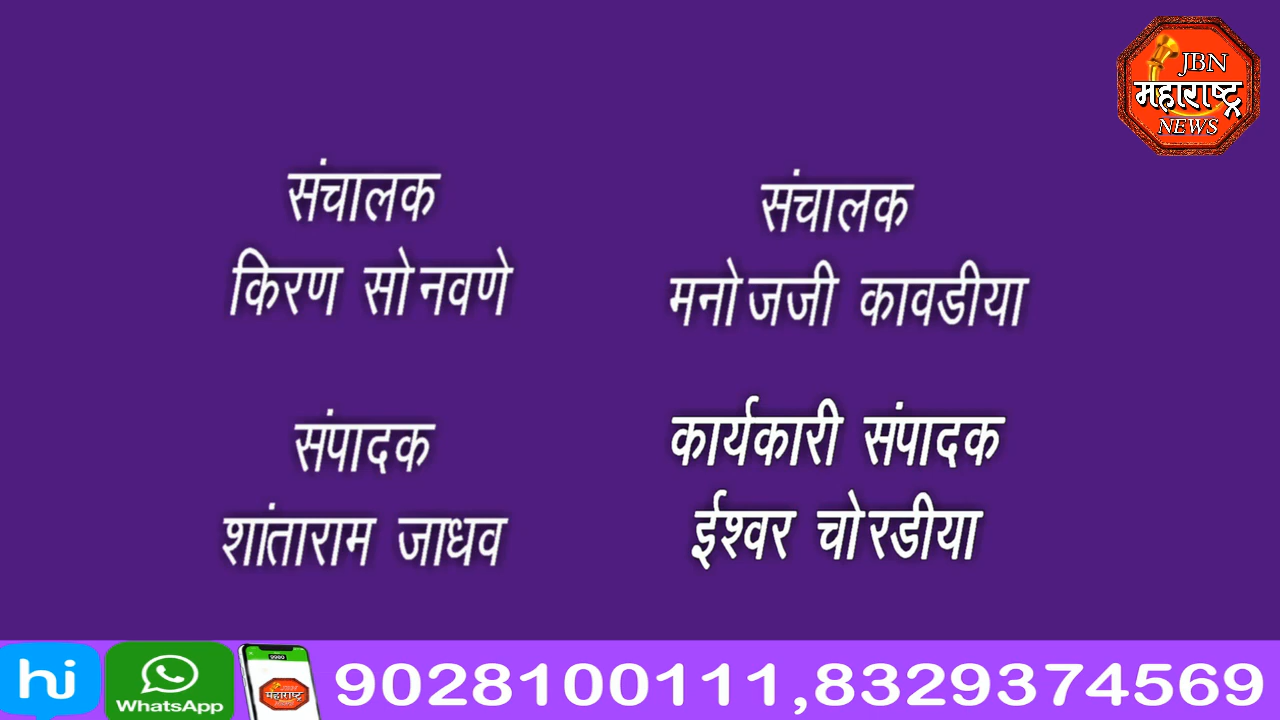 JBN
महाराष्ट्र
NEWS
संचालक
किरण सोनवणे
संचालक
मनोजजी कावडीया
संपादक
शांताराम जाधव
कार्यकारी संपादक
ईश्वर चोरडीया
hi
WhatsApp
महाराष्ट्र
9028100111,8329374569